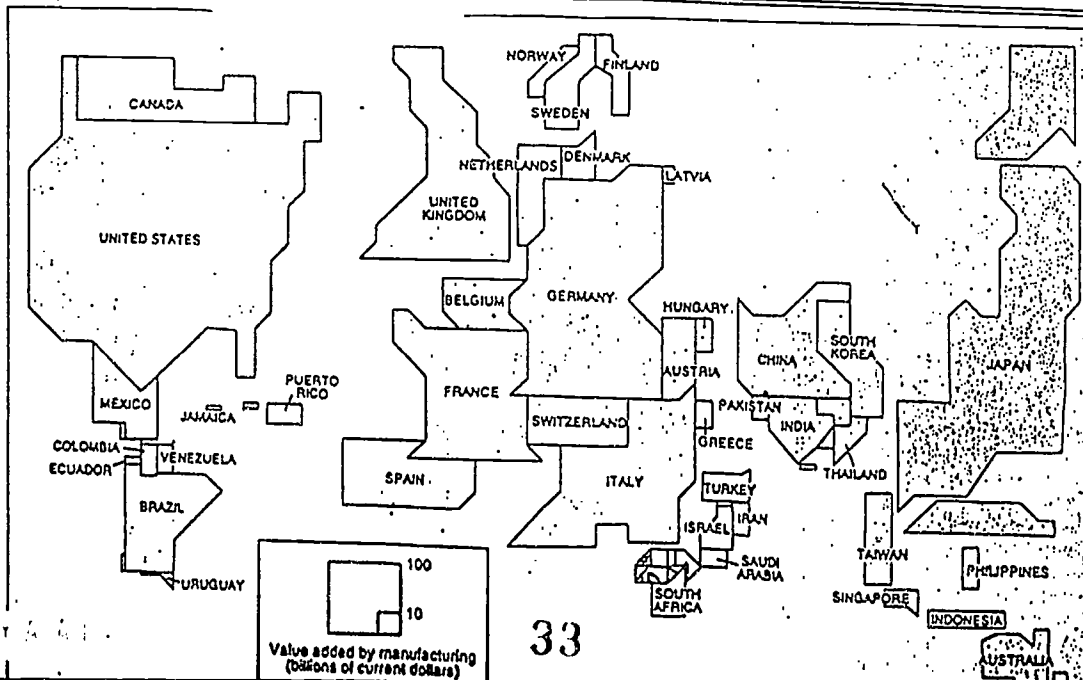 NORWAY
FINLAND
CANADA
SWEDEN
NETHERLANDS
DENMARK
LATVIA
UNITED
KINGDOM
UNITED STATES
BELGIUM
GERMANY
HUNGARY
SOUTH
KOREA
CHINA
JAPAN
AUSTRIA
PUERTO
RICO
FRANCE
MEXICO
JAMAICA
PAKISTAN
SWITZERLAND
INDIA
GREECE
COLOMBIA
VENEZUELA
ECUADOR
THAILAND
SPAIN
ITALY
TURKEY
BRAZIL
ISRAEL
IRAN
TAIWAN
SAUDI
ARABIA
PHILIPPINES
URUGUAY
SOUTH
AFRICA
SINGAPORE
INDONESIA
AUSTRALIA
100
10
Value added by manufacturing
(billions of current dollars)
33